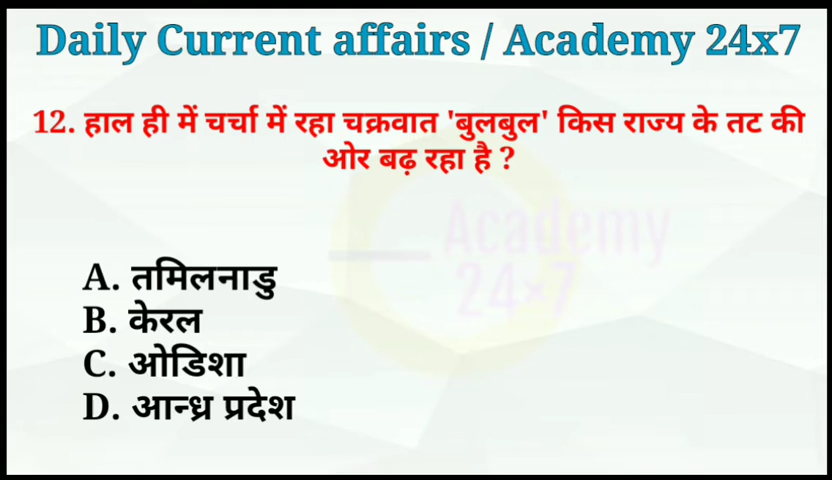 Daily Current affairs / Academy 24x7
12. हाल ही में चर्चा में रहा चक्रवात 'बुलबुल' किस राज्य के तट की
ओर बढ़ रहा है ?
Academy
24×7
A. तमिलनाडु
B. केरल
C. ओडिशा
D. आन्ध्र प्रदेश